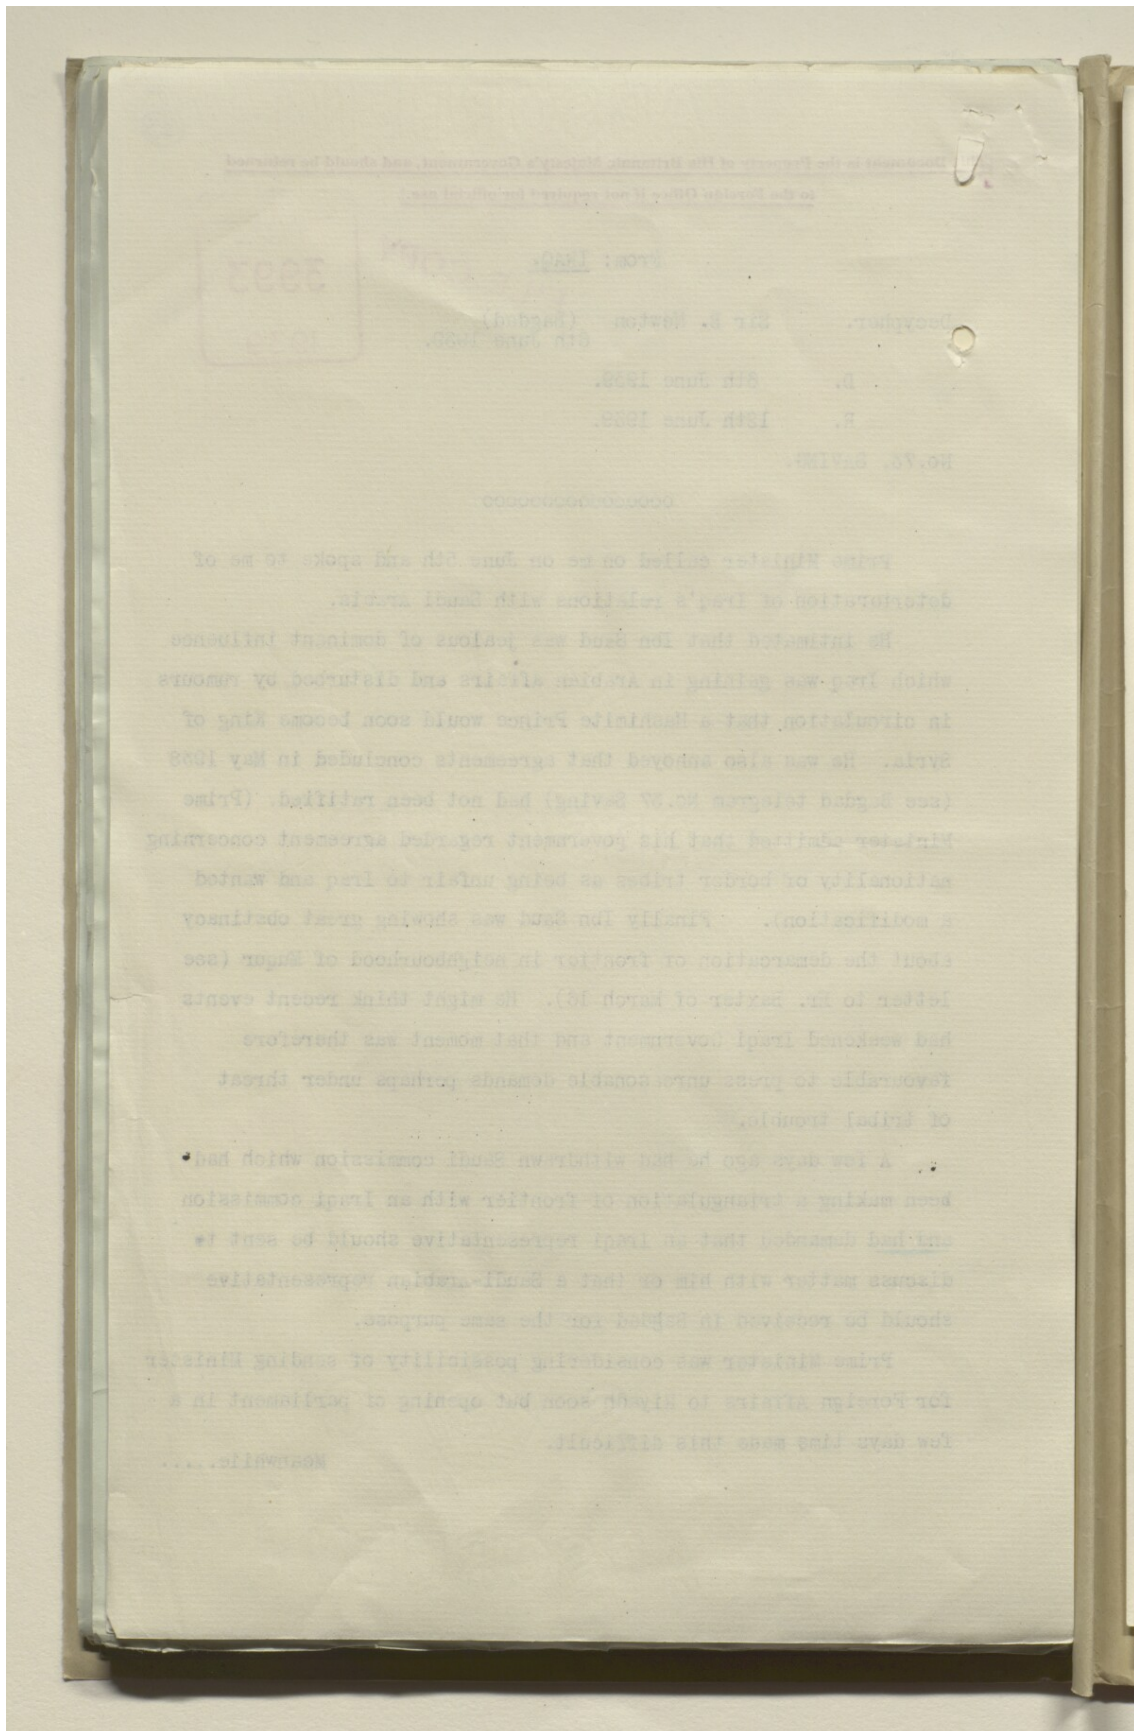 This Document is the Property of His Britannic Majesty's Government, and should be returned
to the Foreign Office if not required for official use.
3993
From: IRAQ.
Decypher. Sir B. Newton (Bagdad)
6th June 1939.
D. 6th June 1939.
R. 12th June 1939.
No.76. SAVING.
Prime Minister called on me on June 5th and spoke to me of
deterioration of Iraq's relations with Saudi Arabia.
He intimated that Ibn Saud was jealous of dominant influence
which Iraq was gaining in Arabian affairs and disturbed by rumours
in circulation that a Hashimite Prince would soon become King of
Syria. He was also annoyed that agreements concluded in May 1938
(see Bagdad telegram No.37 Saving) had not been ratified. (Prime
Minister admitted that his government regarded agreement concerning
nationality of border tribes as being unfair to Iraq and wanted
a modification). Finally Ibn Saud was showing great obstinacy
about the demarcation of frontier in neighbourhood of Muqur (see
letter to Mr. Baxter of March 16). He might think recent events
had weakened Iraqi Government and that moment was therefore
favourable to press unreasonable demands perhaps under threat
of tribal trouble.
A few days ago he had withdrawn Saudi commission which had
been making a triangulation of frontier with an Iraqi commission
and had demanded that an Iraqi representative should be sent to
discuss matter with him or that a Saudi-Arabian representative
should be received in Bagdad for the same purpose.
Prime Minister was considering possibility of sending Minister
for Foreign Affairs to Riyadh soon but opening of parliament in a
few days time made this difficult.
Meanwhile.....